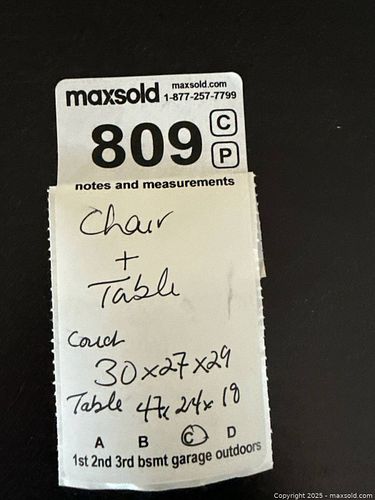 maxsold maxsold.com
1-877-257-7799
809 C
P
notes and measurements
Chair
+
Table
Couch
30x27x29
Table 47x24x18
A B C D
1st 2nd 3rd bsmt garage outdoors
Copyright 2025 - maxsold.com